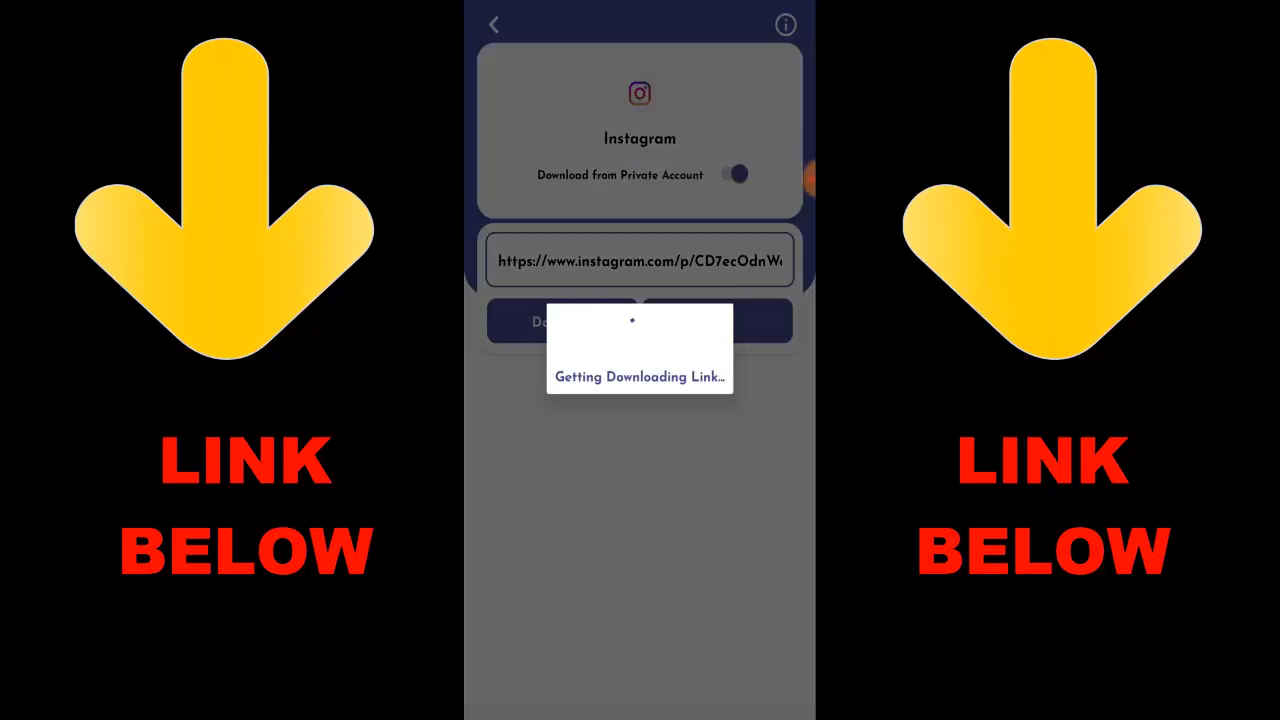 Instagram
Download from Private Account
https://www.instagram.com/p/CD7ecOdnW
Getting Downloading Link...
LINK
BELOW
LINK
BELOW